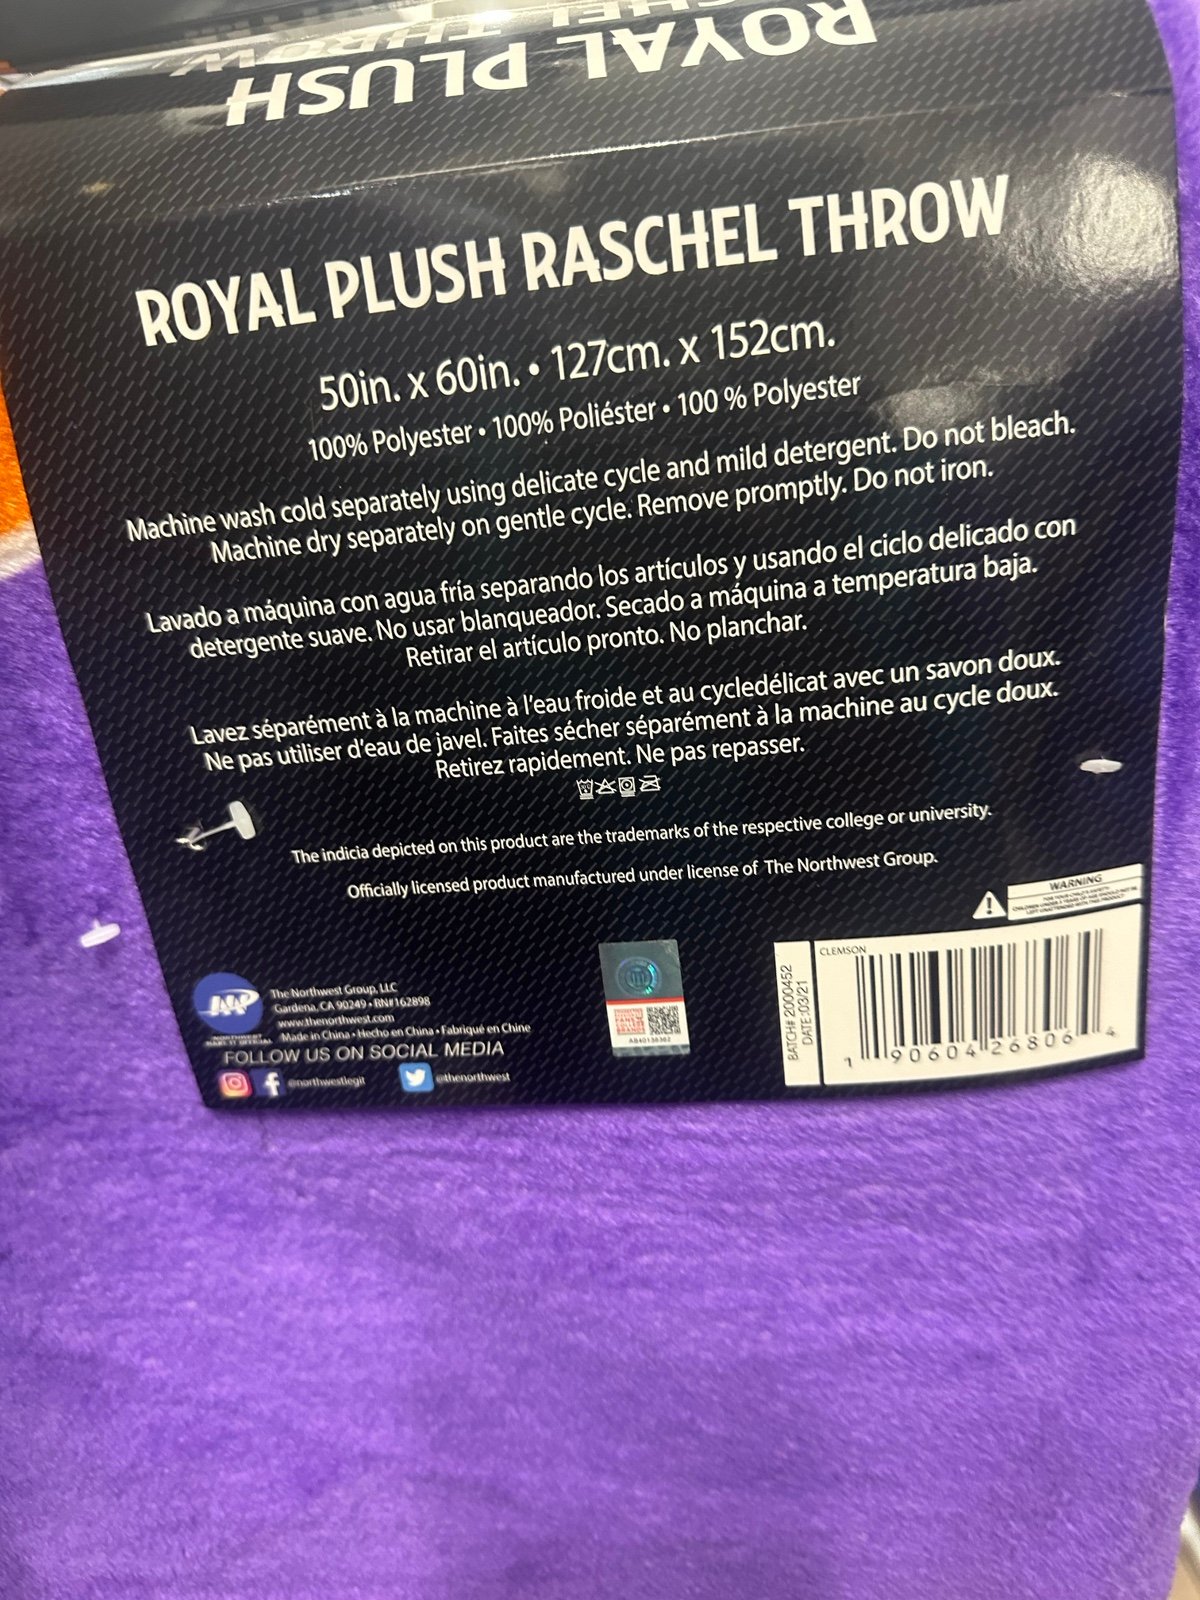 ROYAL PLUSH
THROW
ROYAL PLUSH RASCHEL THROW
50in. x 60in. • 127cm. x 152cm.
100% Polyester • 100% Poliéster • 100 % Polyester
Machine wash cold separately using delicate cycle and mild detergent. Do not bleach.
Machine dry separately on gentle cycle. Remove promptly. Do not iron.
Lavado a máquina con agua fría separando los artículos y usando el ciclo delicado con
detergente suave. No usar blanqueador. Secado a máquina a temperatura baja.
Retirar el artículo pronto. No planchar.
Lavez séparément à la machine à l'eau froide et au cycledélicat avec un savon doux.
Ne pas utiliser d'eau de javel. Faites sécher séparément à la machine au cycle doux.
Retirez rapidement. Ne pas repasser.
The indicia depicted on this product are the trademarks of the respective college or university.
Officially licensed product manufactured under license of The Northwest Group.
WARNING
The Northwest Group, LLC
Gardena, CA 90249 • RN#162898
www.thenorthwest.com
Made in China • Hecho en China • Fabriqué en Chine
NORTHWEST
FOLLOW US ON SOCIAL MEDIA
@northwestlegit
@thenorthwest
BATCH# 2000452
DATE:03/21
CLEMSON
1 90604 26806 4